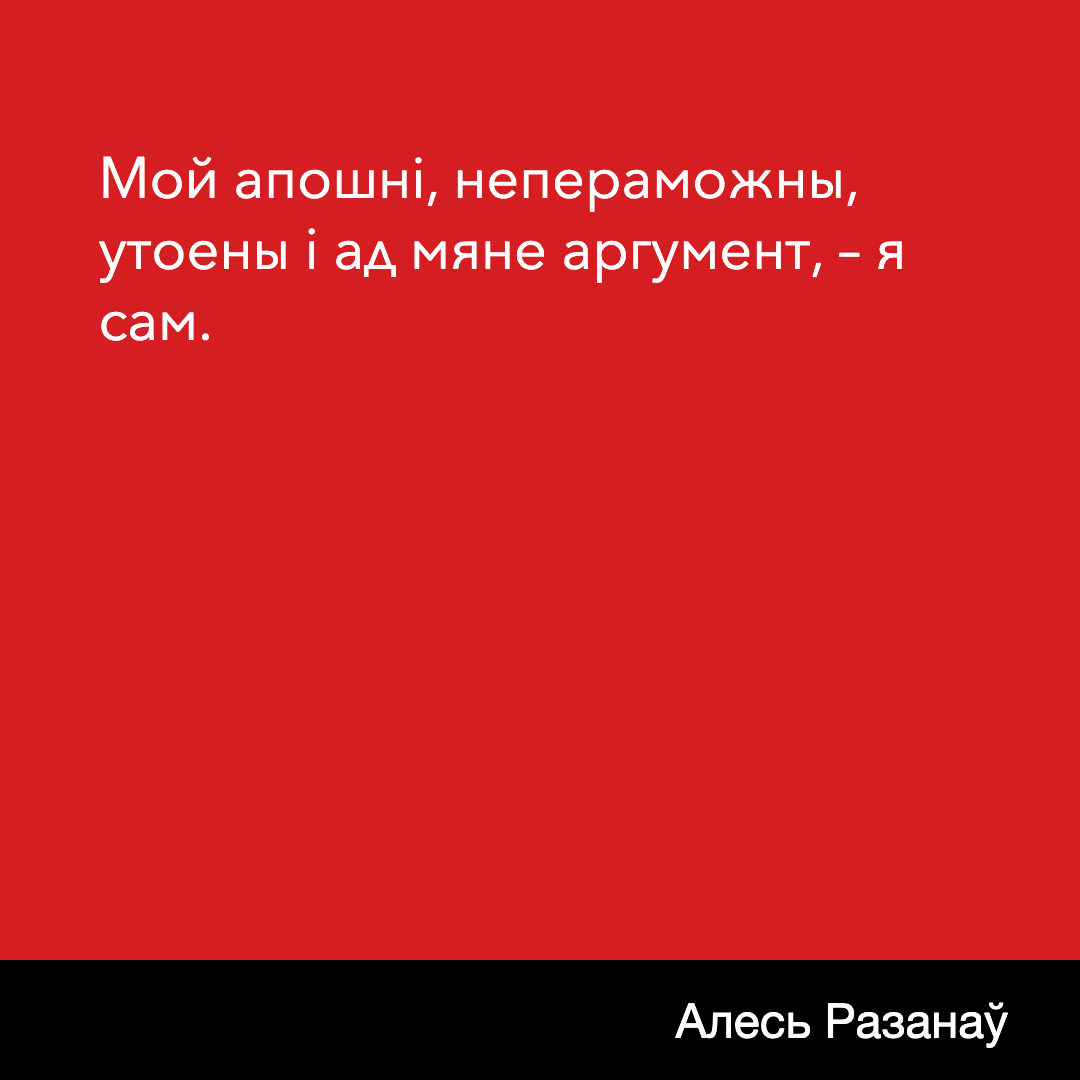 Мой апошні, непераможны,
утоены і ад мяне аргумент, – я
сам.
Алесь Разанаў